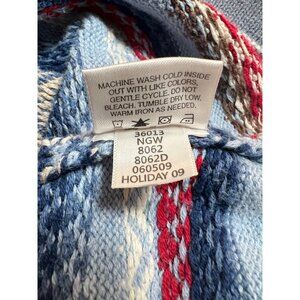 MACHINE WASH COLD INSIDE
OUT WITH LIKE COLORS,
GENTLE CYCLE. DO NOT
BLEACH. TUMBLE DRY LOW.
WARM IRON AS NEEDED.
36013
NGW
8062
8062D
060509
HOLIDAY 09